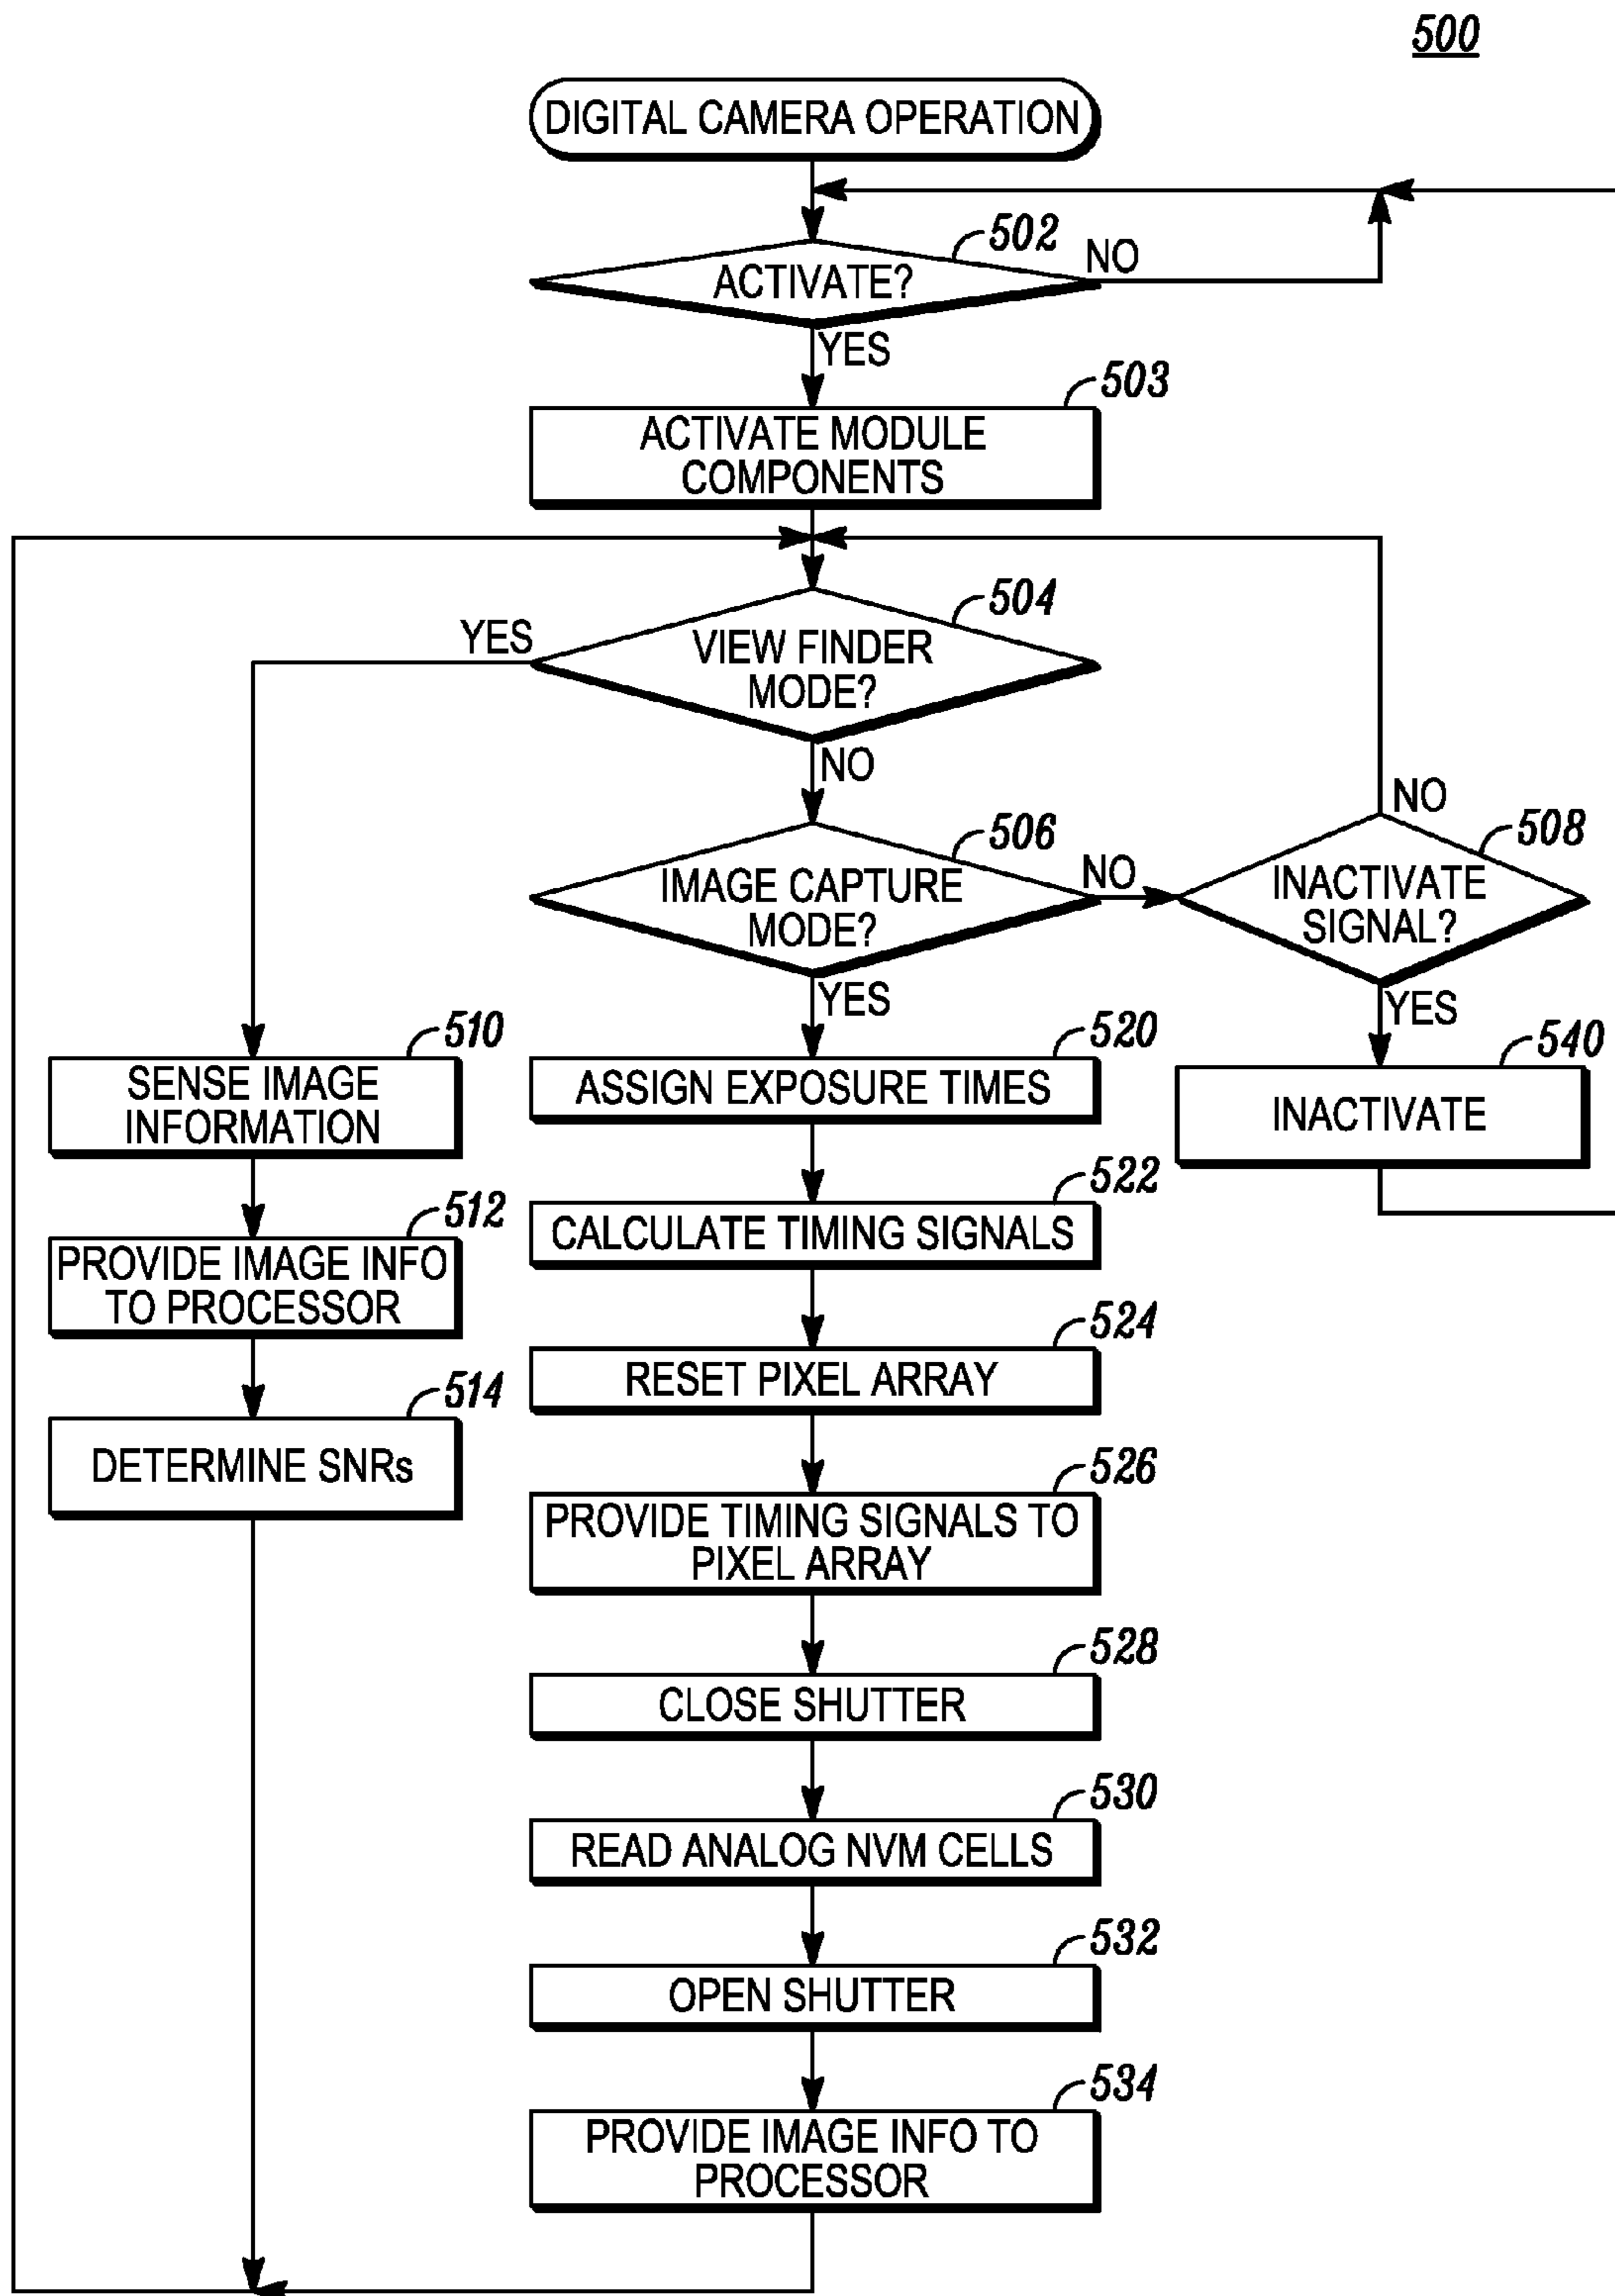 500
DIGITAL CAMERA OPERATION
502
NO
ACTIVATE?
YES
503
ACTIVATE MODULE
COMPONENTS
504
YES
VIEW FINDER
MODE?
NO
NO
506
508
IMAGE CAPTURE
MODE?
NO
INACTIVATE
SIGNAL?
YES
YES
510
SENSE IMAGE
INFORMATION
520
ASSIGN EXPOSURE TIMES
540
INACTIVATE
512
PROVIDE IMAGE INFO
TO PROCESSOR
522
CALCULATE TIMING SIGNALS
514
DETERMINE SNRs
524
RESET PIXEL ARRAY
526
PROVIDE TIMING SIGNALS TO
PIXEL ARRAY
528
CLOSE SHUTTER
530
READ ANALOG NVM CELLS
532
OPEN SHUTTER
534
PROVIDE IMAGE INFO TO
PROCESSOR